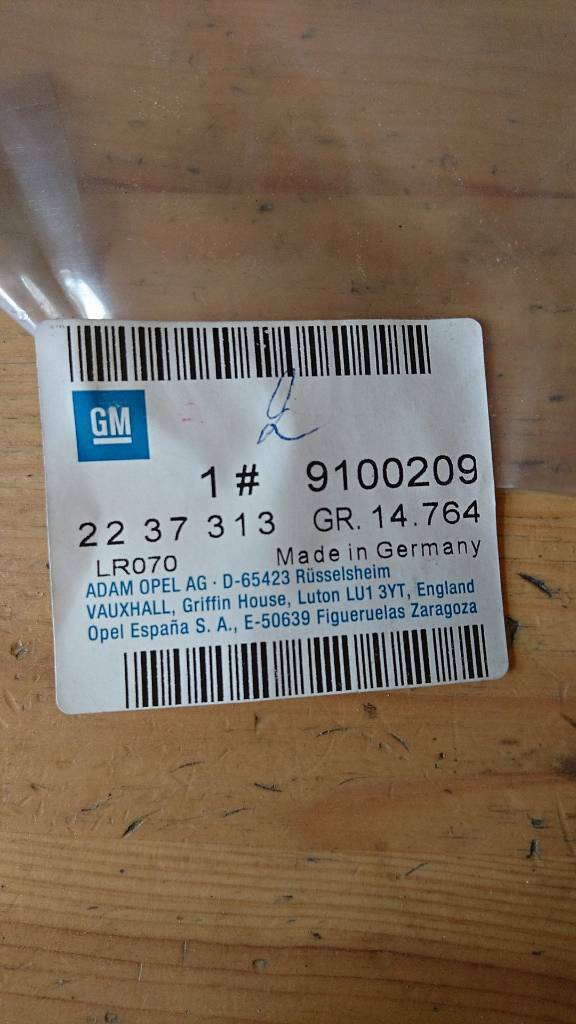 GM
1 # 9100209
22 37 313 GR. 14.764
LR070 Made in Germany
ADAM OPEL AG · D-65423 Rüsselsheim
VAUXHALL, Griffin House, Luton LU1 3YT, England
Opel España S. A., E-50639 Figueruelas Zaragoza